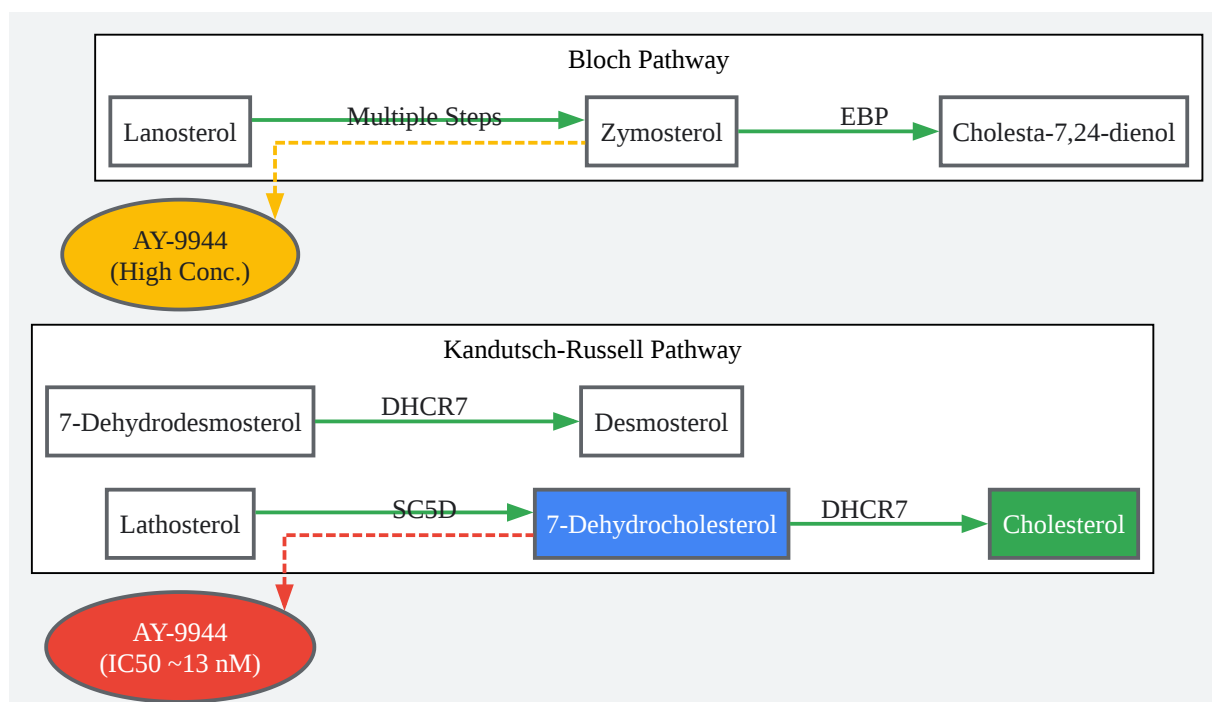 Bloch Pathway
Lanosterol
Multiple Steps
Zymosterol
EBP
Cholesta-7,24-dienol
AY-9944
(High Conc.)
Kandutsch-Russell Pathway
7-Dehydrodesmosterol
DHCR7
Desmosterol
Lathosterol
SC5D
7-Dehydrocholesterol
DHCR7
Cholesterol
AY-9944
(IC50 ~13 nM)